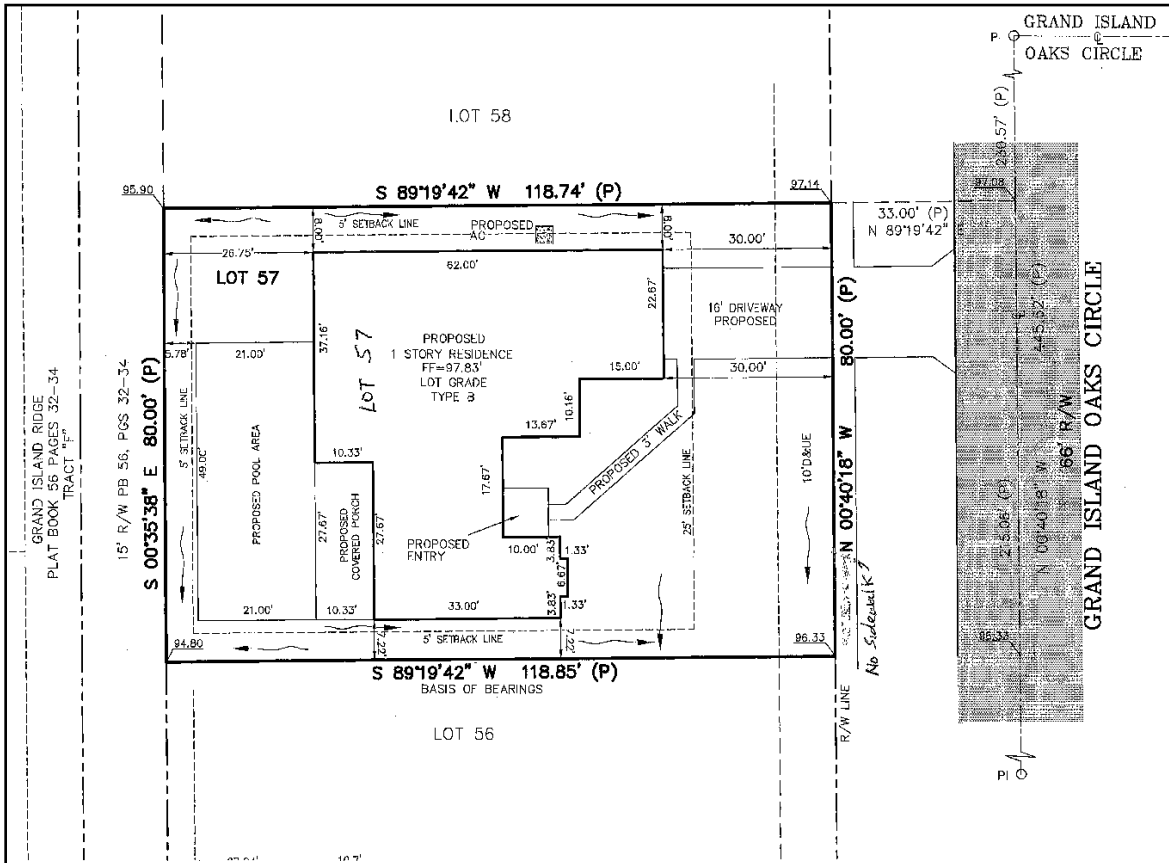 GRAND ISLAND
OAKS CIRCLE
LOT 58
95.90
S 89°19'42" W 118.74' (P)
97.14
97.08
33.00' (P)
N 89°19'42"
5' SETBACK LINE
PROPOSED
AC
8.00'
8.00'
30.00'
26.75'
LOT 57
62.00'
22.67'
16' DRIVEWAY
PROPOSED
80.00' (P)
37.16'
LOT 57
PROPOSED
1 STORY RESIDENCE
FF=97.83'
LOT GRADE
TYPE B
5.78'
21.00'
15.00'
30.00'
10.16'
13.67'
PROPOSED 3' WALK
10.33'
17.67'
5' SETBACK LINE
49.00'
PROPOSED POOL AREA
27.67'
PROPOSED
COVERED PORCH
27.67'
PROPOSED
ENTRY
10.00'
3.83'
1.33'
6.67'
3.83'
1.33'
21.00'
10.33'
33.00'
25' SETBACK LINE
10' D&UE
N 00°40'18" W
No Sidewalk
5' SETBACK LINE
94.80
7.22'
7.22'
96.33
S 89°19'42" W 118.85' (P)
BASIS OF BEARINGS
LOT 56
R/W LINE
GRAND ISLAND RIDGE
PLAT BOOK 56 PAGES 32-34
TRACT "F"
15' R/W PB 56, PGS 32-34
S 00°35'38" E 80.00' (P)
N 00°40'18" W
66' R/W
GRAND ISLAND OAKS CIRCLE
PI